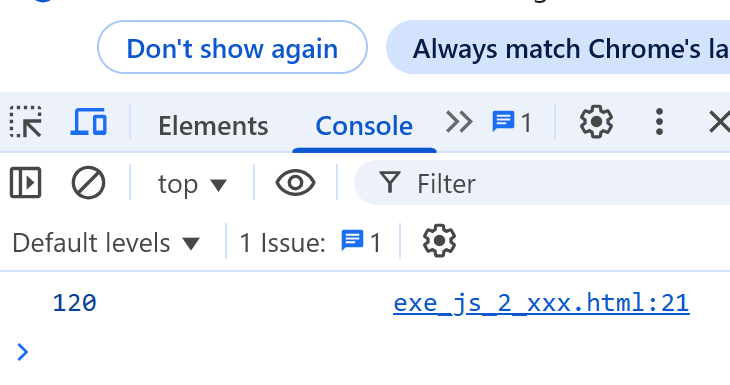 Don't show again Always match Chrome's la
Elements Console 1
top Filter
Default levels 1 Issue: 1
120 exe_js_2_xxx.html:21